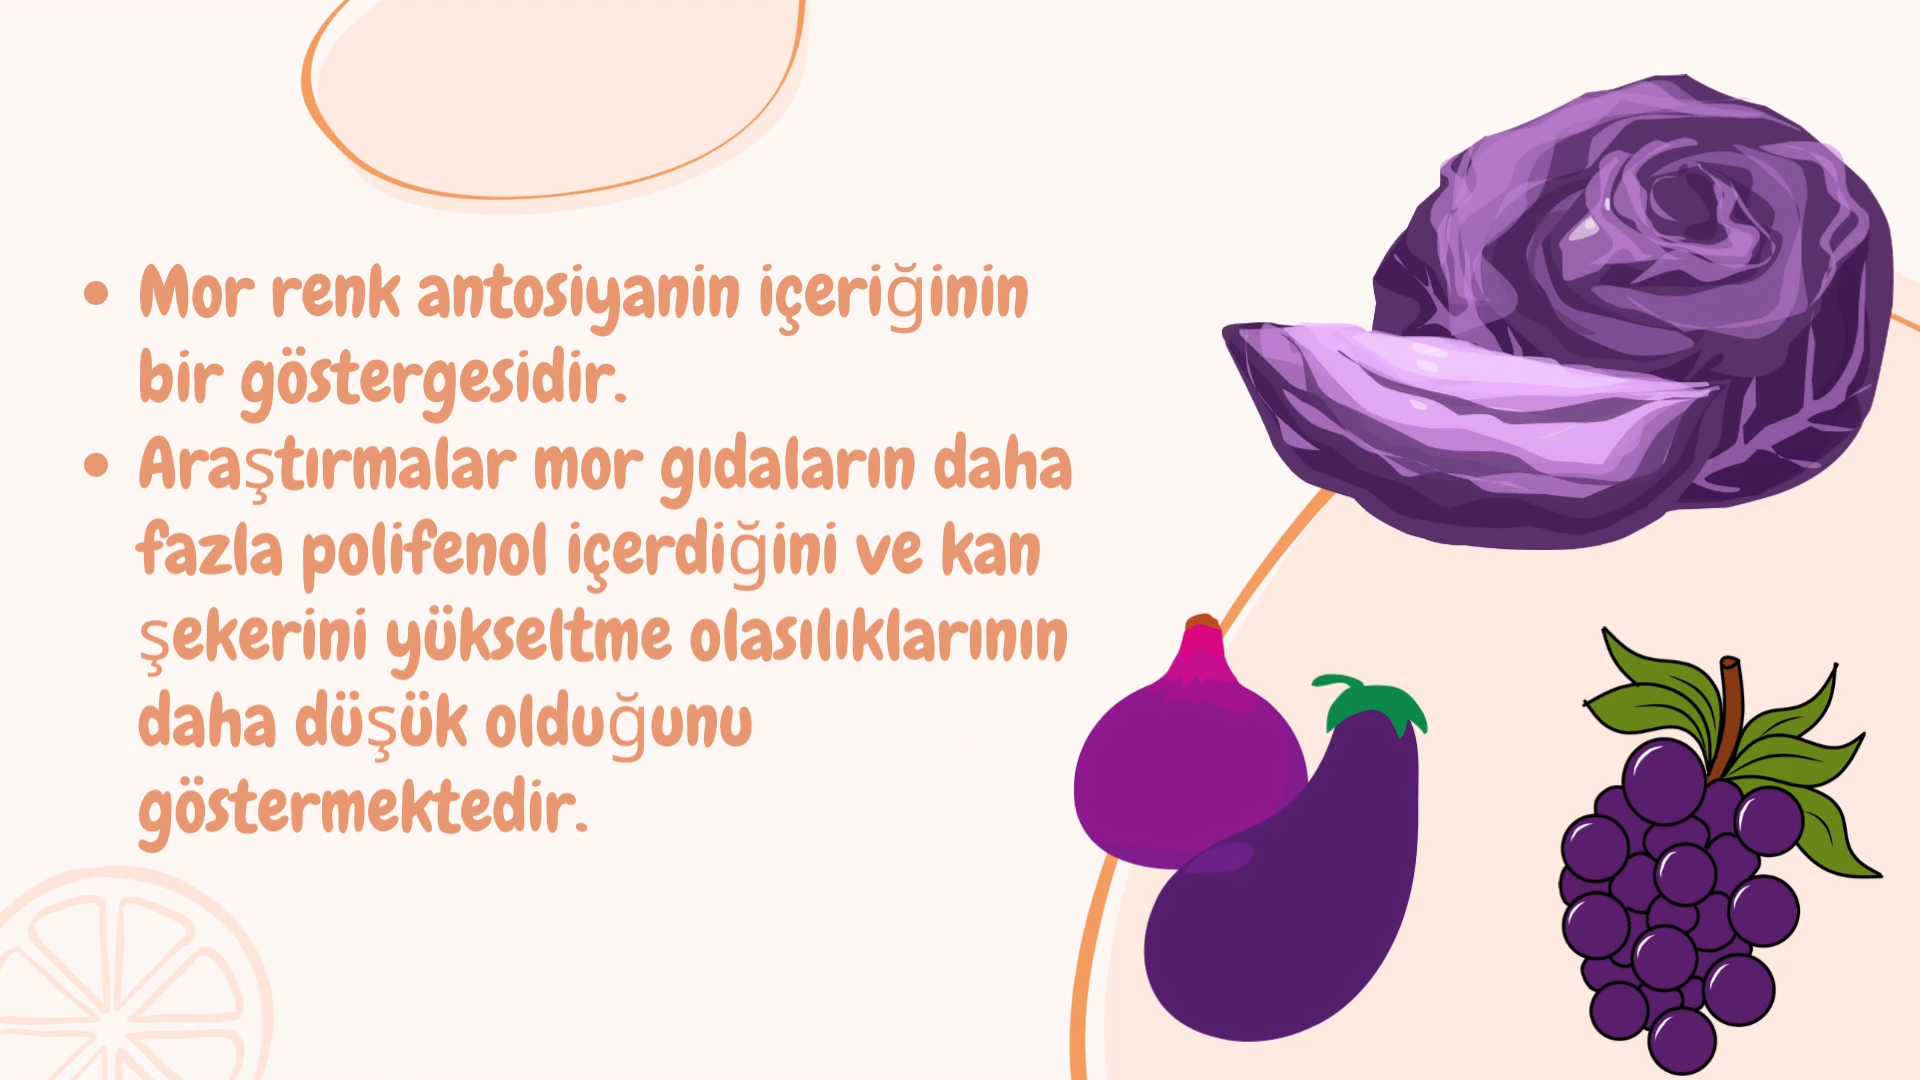 • Mor renk antosiyanin içeriğinin
bir göstergesidir.
• Araştırmalar mor gıdaların daha
fazla polifenol içerdiğini ve kan
şekerini yükseltme olasılıklarının
daha düşük olduğunu
göstermektedir.